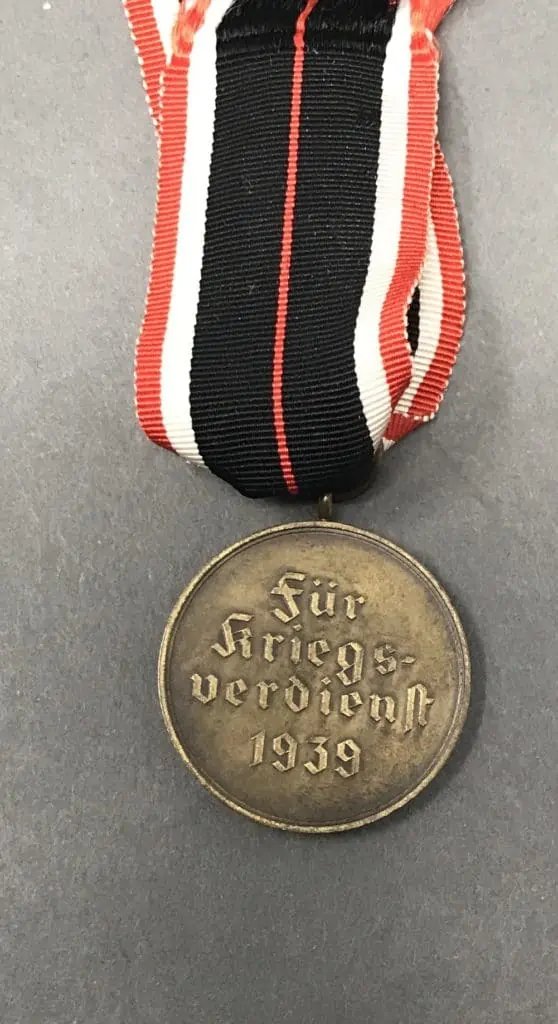 Für
Kriegs-
verdienst
1939